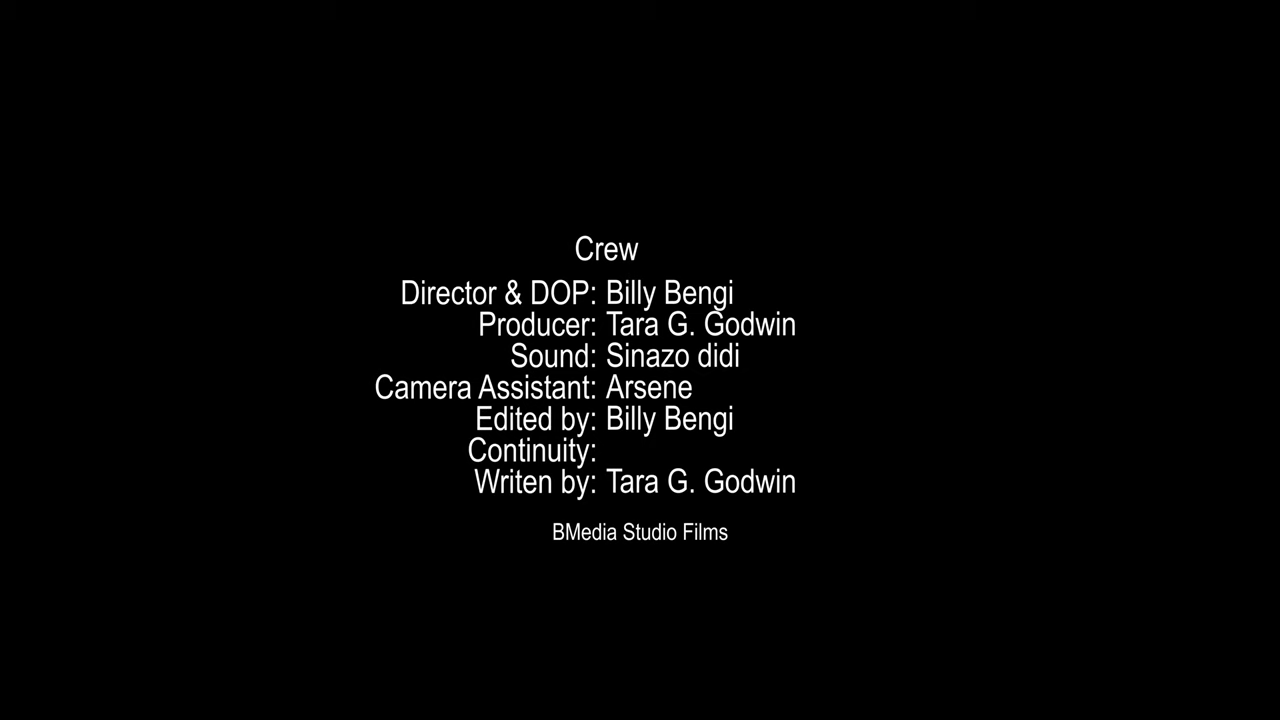 Crew
Director & DOP: Billy Bengi
Producer: Tara G. Godwin
Sound: Sinazo didi
Camera Assistant: Arsene
Edited by: Billy Bengi
Continuity:
Writen by: Tara G. Godwin
BMedia Studio Films